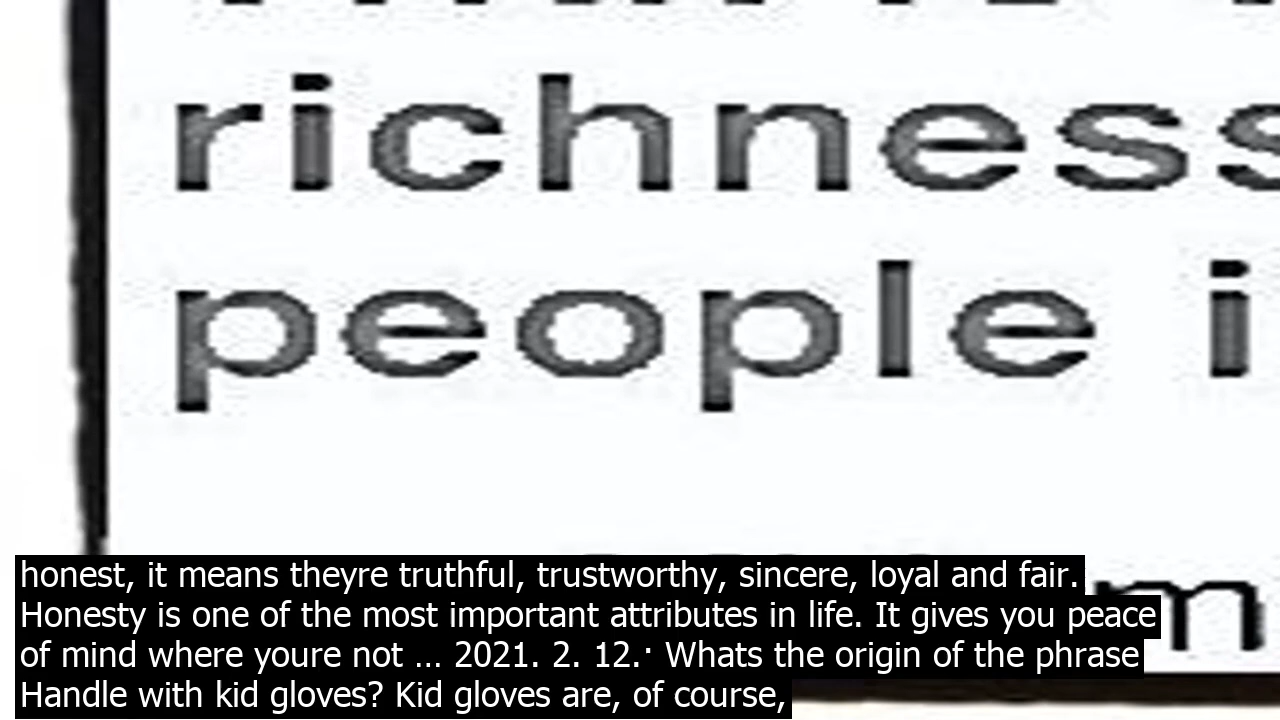 richness
people i
m
honest, it means theyre truthful, trustworthy, sincere, loyal and fair.
Honesty is one of the most important attributes in life. It gives you peace
of mind where youre not ... 2021. 2. 12.· Whats the origin of the phrase
Handle with kid gloves? Kid gloves are, of course,